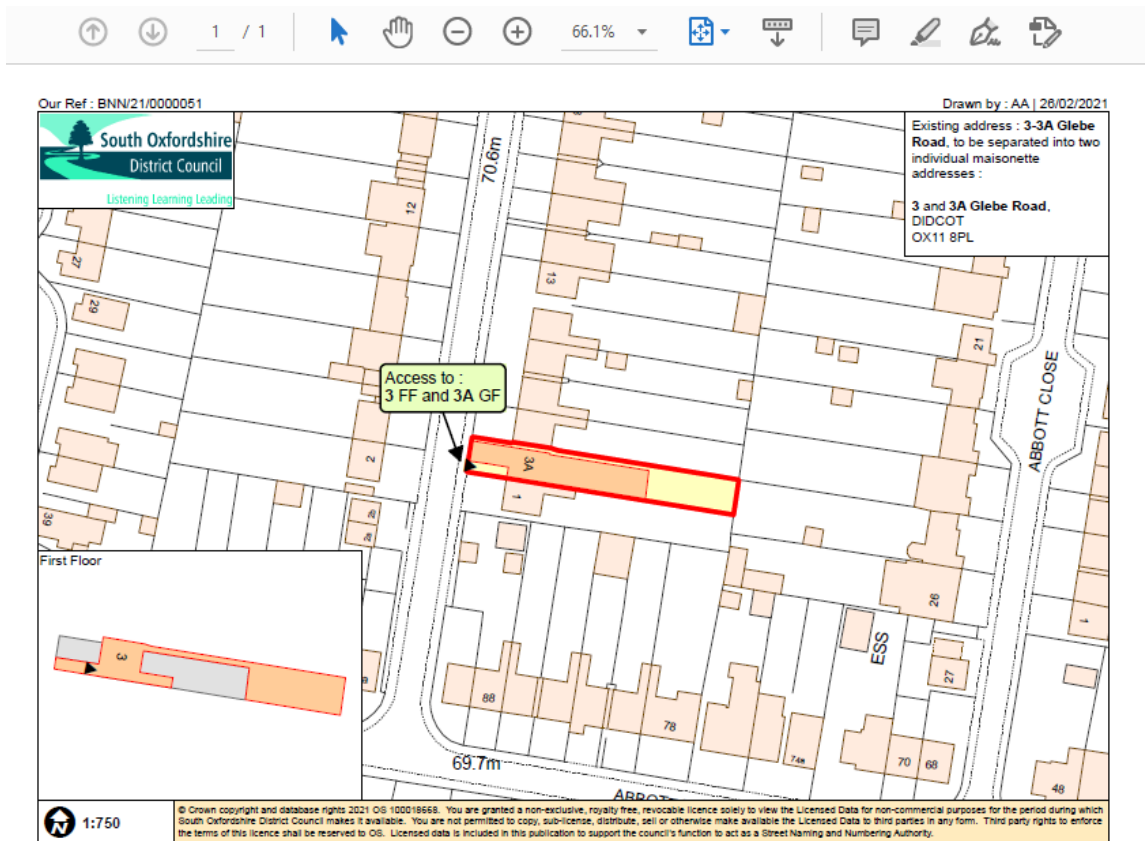 1 / 1
66.1%
Our Ref : BNN/21/0000051
Drawn by : AA | 26/02/2021
South Oxfordshire
District Council
Listening Learning Leading
Existing address : 3-3A Glebe
Road, to be separated into two
individual maisonette
addresses :
3 and 3A Glebe Road,
DIDCOT
OX11 8PL
70.6m
12
27
13
29
21
ABBOTT CLOSE
Access to :
3 FF and 3A GF
2
3A
1
39
First Floor
3
26
1
ESS
27
88
78
74a
70
68
48
69.7m
1:750
© Crown copyright and database rights 2021 OS 100018668. You are granted a non-exclusive, royalty free, revocable licence solely to view the Licensed Data for non-commercial purposes for the period during which
South Oxfordshire District Council makes it available. You are not permitted to copy, sub-license, distribute, sell or otherwise make available the Licensed Data to third parties in any form. Third party rights to enforce
the terms of this licence shall be reserved to OS. Licensed data is included in this publication to support the council's function to act as a Street Naming and Numbering Authority.